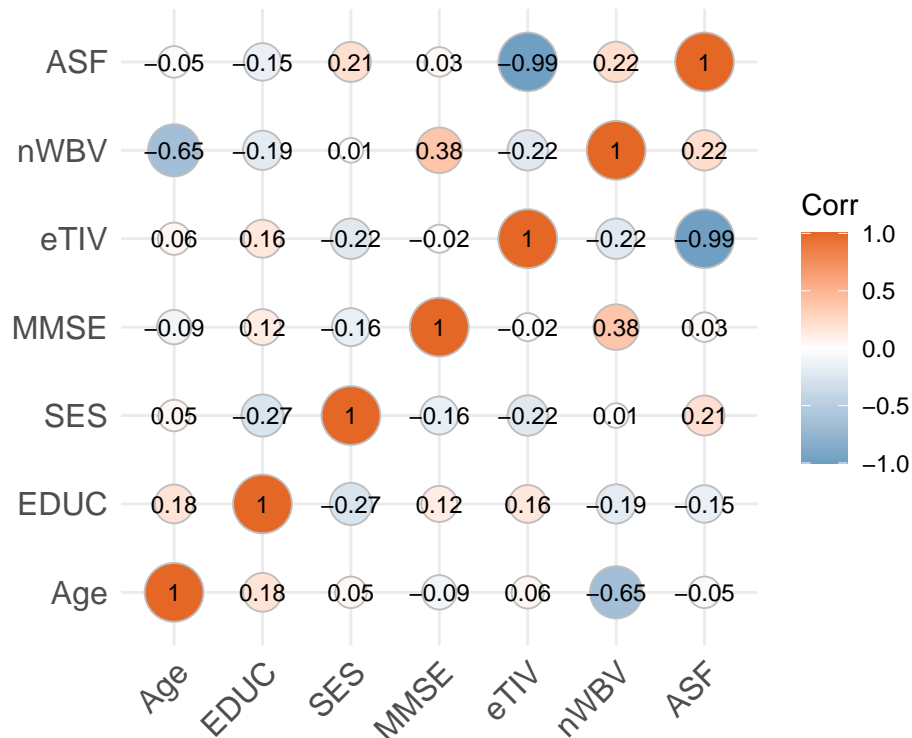 ASF −0.05 −0.15 0.21 0.03 −0.99 0.22 1
nWBV −0.65 −0.19 0.01 0.38 −0.22 1 0.22
eTIV 0.06 0.16 −0.22 −0.02 1 −0.22 −0.99
MMSE −0.09 0.12 −0.16 1 −0.02 0.38 0.03
SES 0.05 −0.27 1 −0.16 −0.22 0.01 0.21
EDUC 0.18 1 −0.27 0.12 0.16 −0.19 −0.15
Age 1 0.18 0.05 −0.09 0.06 −0.65 −0.05
Age EDUC SES MMSE eTIV nWBV ASF
Corr
1.0
0.5
0.0
−0.5
−1.0